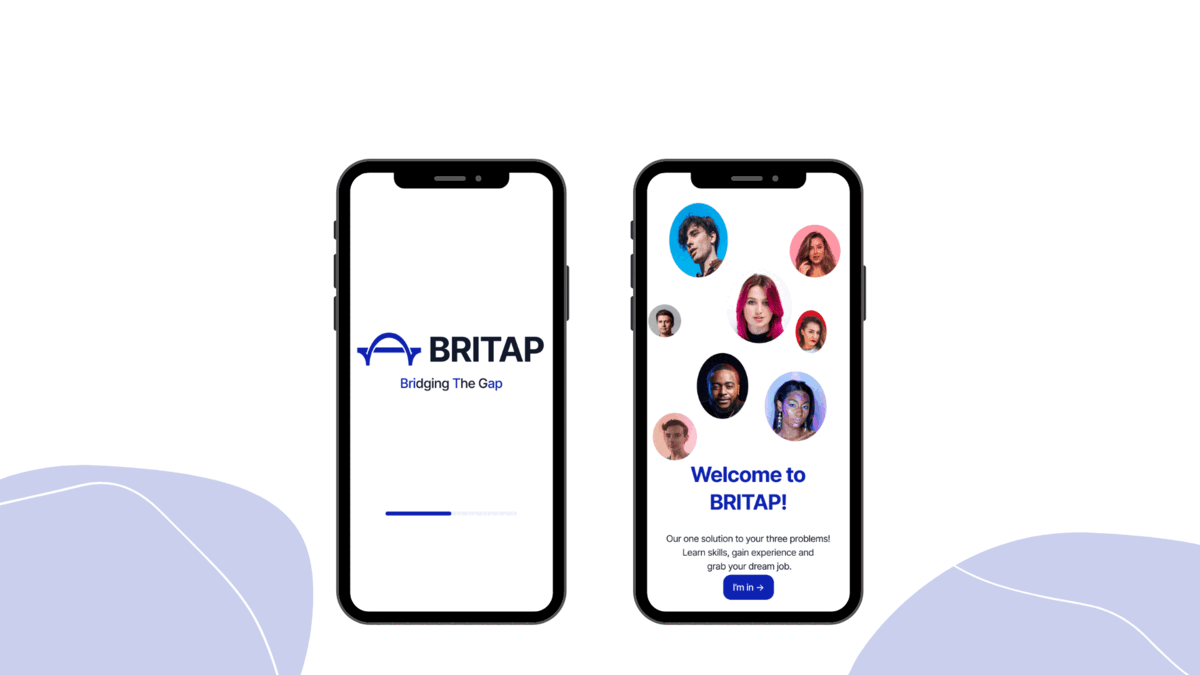 BRITAP
Bridging The Gap
Welcome to
BRITAP!
Our one solution to your three problems!
Learn skills, gain experience and
grab your dream job.
I'm in →